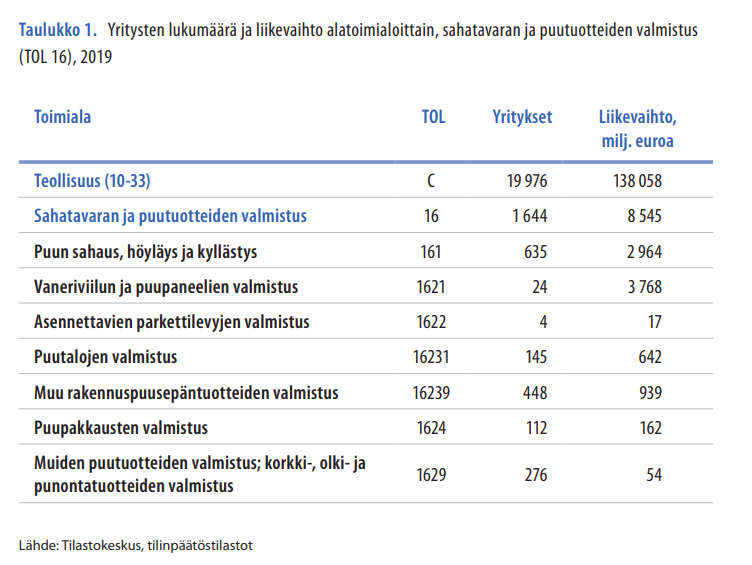 Taulukko 1. Yritysten lukumäärä ja liikevaihto alatoimialoittain, sahatavaran ja puutuotteiden valmistus
(TOL 16), 2019
Toimiala TOL Yritykset Liikevaihto,
milj. euroa
Teollisuus (10-33) C 19 976 138 058
Sahatavaran ja puutuotteiden valmistus 16 1 644 8 545
Puun sahaus, höyläys ja kyllästys 161 635 2 964
Vaneriviilun ja puupaneelien valmistus 1621 24 3 768
Asennettavien parkettilevyjen valmistus 1622 4 17
Puutalojen valmistus 16231 145 642
Muu rakennuspuusepäntuotteiden valmistus 16239 448 939
Puupakkausten valmistus 1624 112 162
Muiden puutuotteiden valmistus; korkki-, olki- ja
punontatuotteiden valmistus 1629 276 54
Lähde: Tilastokeskus, tilinpäätöstilastot